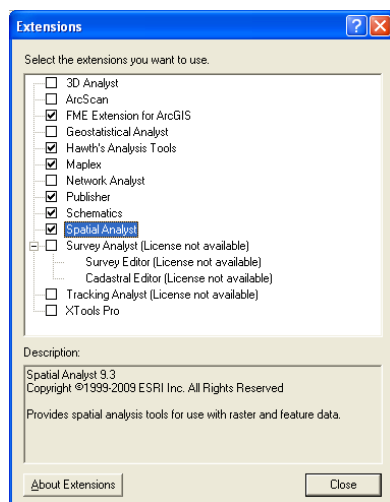 Extensions
Select the extensions you want to use.
3D Analyst
ArcScan
FME Extension for ArcGIS
Geostatistical Analyst
Hawth's Analysis Tools
Maplex
Network Analyst
Publisher
Schematics
Spatial Analyst
Survey Analyst (License not available)
Survey Editor (License not available)
Cadastral Editor (License not available)
Tracking Analyst (License not available)
XTools Pro
Description:
Spatial Analyst 9.3
Copyright ©1999-2009 ESRI Inc. All Rights Reserved
Provides spatial analysis tools for use with raster and feature data.
About Extensions
Close